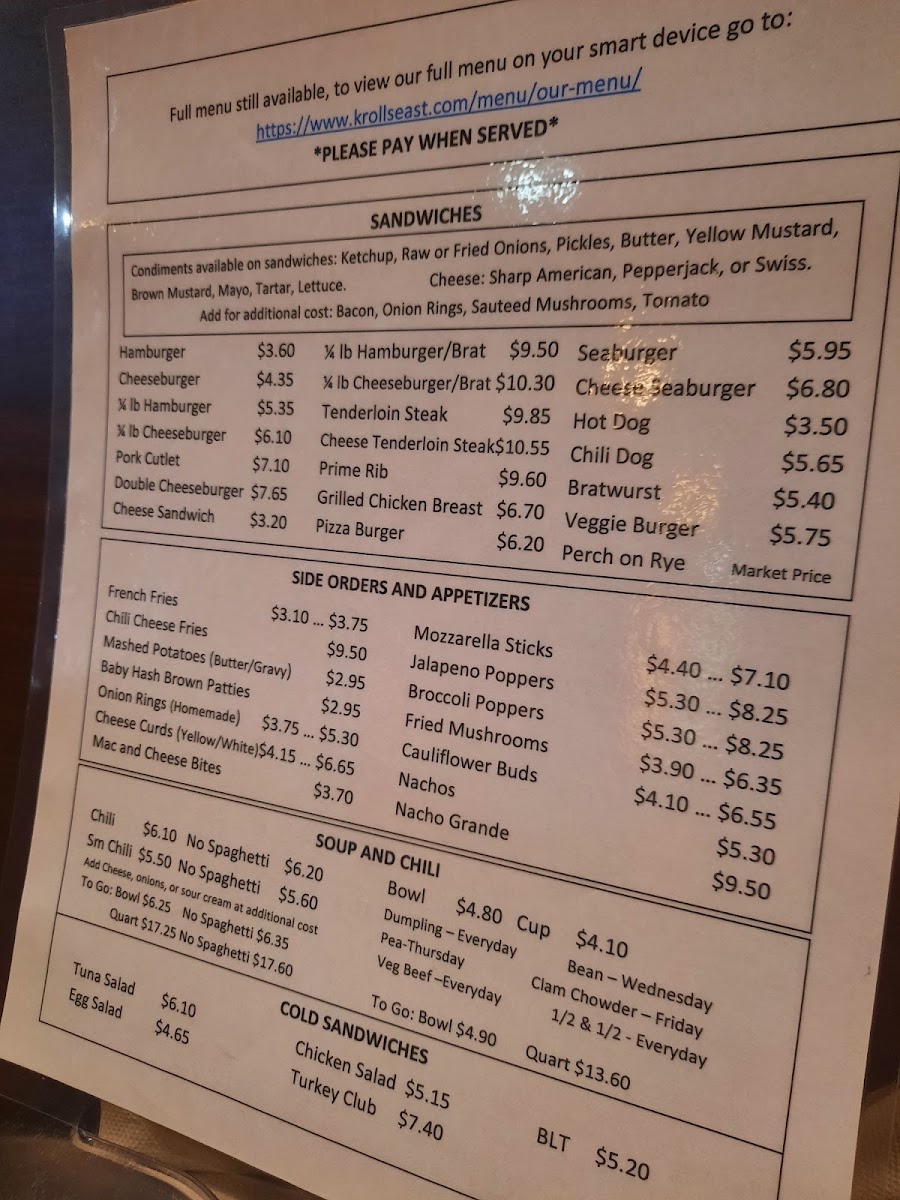 Full menu still available, to view our full menu on your smart device go to:
https://www.krollseast.com/menu/our-menu/
*PLEASE PAY WHEN SERVED*
SANDWICHES
Condiments available on sandwiches: Ketchup, Raw or Fried Onions, Pickles, Butter, Yellow Mustard,
Brown Mustard, Mayo, Tartar, Lettuce. Cheese: Sharp American, Pepperjack, or Swiss.
Add for additional cost: Bacon, Onion Rings, Sauteed Mushrooms, Tomato
Hamburger $3.60 ¼ lb Hamburger/Brat $9.50 Seaburger $5.95
Cheeseburger $4.35 ¼ lb Cheeseburger/Brat $10.30 Cheese Seaburger $6.80
¼ lb Hamburger $5.35 Tenderloin Steak $9.85 Hot Dog $3.50
¼ lb Cheeseburger $6.10 Cheese Tenderloin Steak$10.55 Chili Dog $5.65
Pork Cutlet $7.10 Prime Rib $9.60 Bratwurst $5.40
Double Cheeseburger $7.65 Grilled Chicken Breast $6.70 Veggie Burger $5.75
Cheese Sandwich $3.20 Pizza Burger $6.20 Perch on Rye Market Price
SIDE ORDERS AND APPETIZERS
French Fries $3.10 ... $3.75 Mozzarella Sticks $4.40 ... $7.10
Chili Cheese Fries $9.50 Jalapeno Poppers $5.30 ... $8.25
Mashed Potatoes (Butter/Gravy) $2.95 Broccoli Poppers $5.30 ... $8.25
Baby Hash Brown Patties $2.95 Fried Mushrooms $3.90 ... $6.35
Onion Rings (Homemade) $3.75 ... $5.30 Cauliflower Buds $4.10 ... $6.55
Cheese Curds (Yellow/White)$4.15 ... $6.65 Nachos $5.30
Mac and Cheese Bites $3.70 Nacho Grande $9.50
SOUP AND CHILI
Chili $6.10 No Spaghetti $6.20 Bowl $4.80 Cup $4.10
Sm Chili $5.50 No Spaghetti $5.60 Dumpling – Everyday Bean – Wednesday
Add Cheese, onions, or sour cream at additional cost Pea-Thursday Clam Chowder – Friday
To Go: Bowl $6.25 No Spaghetti $6.35 Veg Beef –Everyday 1/2 & 1/2 - Everyday
Quart $17.25 No Spaghetti $17.60 To Go: Bowl $4.90 Quart $13.60
COLD SANDWICHES
Tuna Salad $6.10 Chicken Salad $5.15 BLT $5.20
Egg Salad $4.65 Turkey Club $7.40